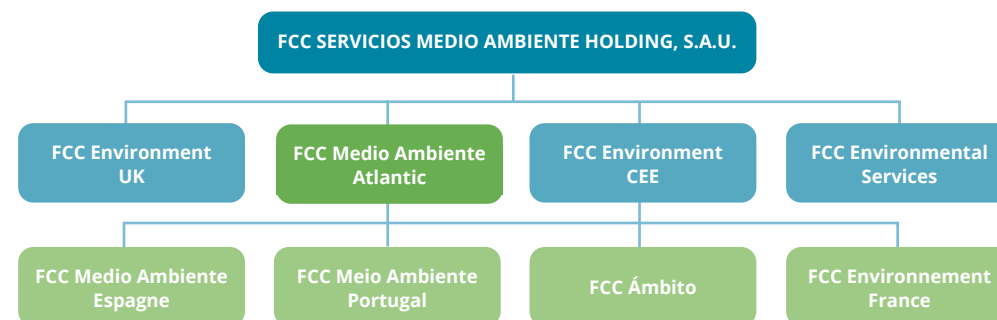 FCC SERVICIOS MEDIO AMBIENTE HOLDING, S.A.U.
FCC Environment
UK
FCC Medio Ambiente
Atlantic
FCC Environment
CEE
FCC Environmental
Services
FCC Medio Ambiente
Espagne
FCC Meio Ambiente
Portugal
FCC Ámbito
FCC Environnement
France